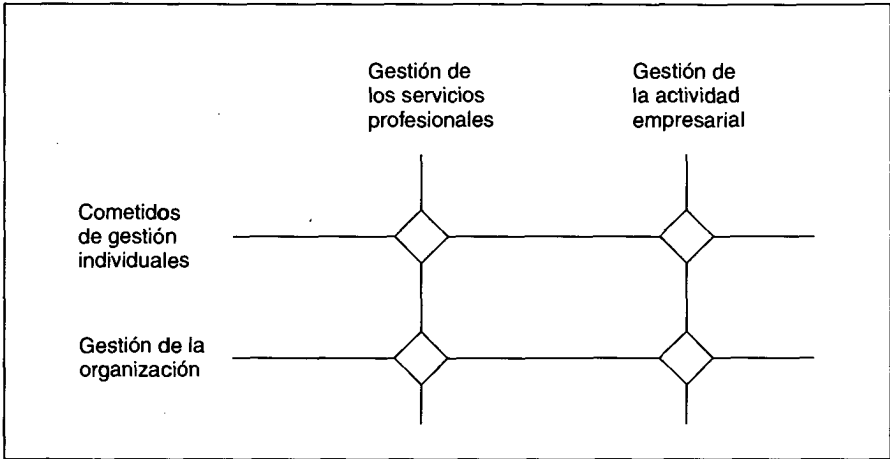 Gestión de
los servicios
profesionales
Gestión de
la actividad
empresarial
Cometidos
de gestión
individuales
Gestión de la
organización